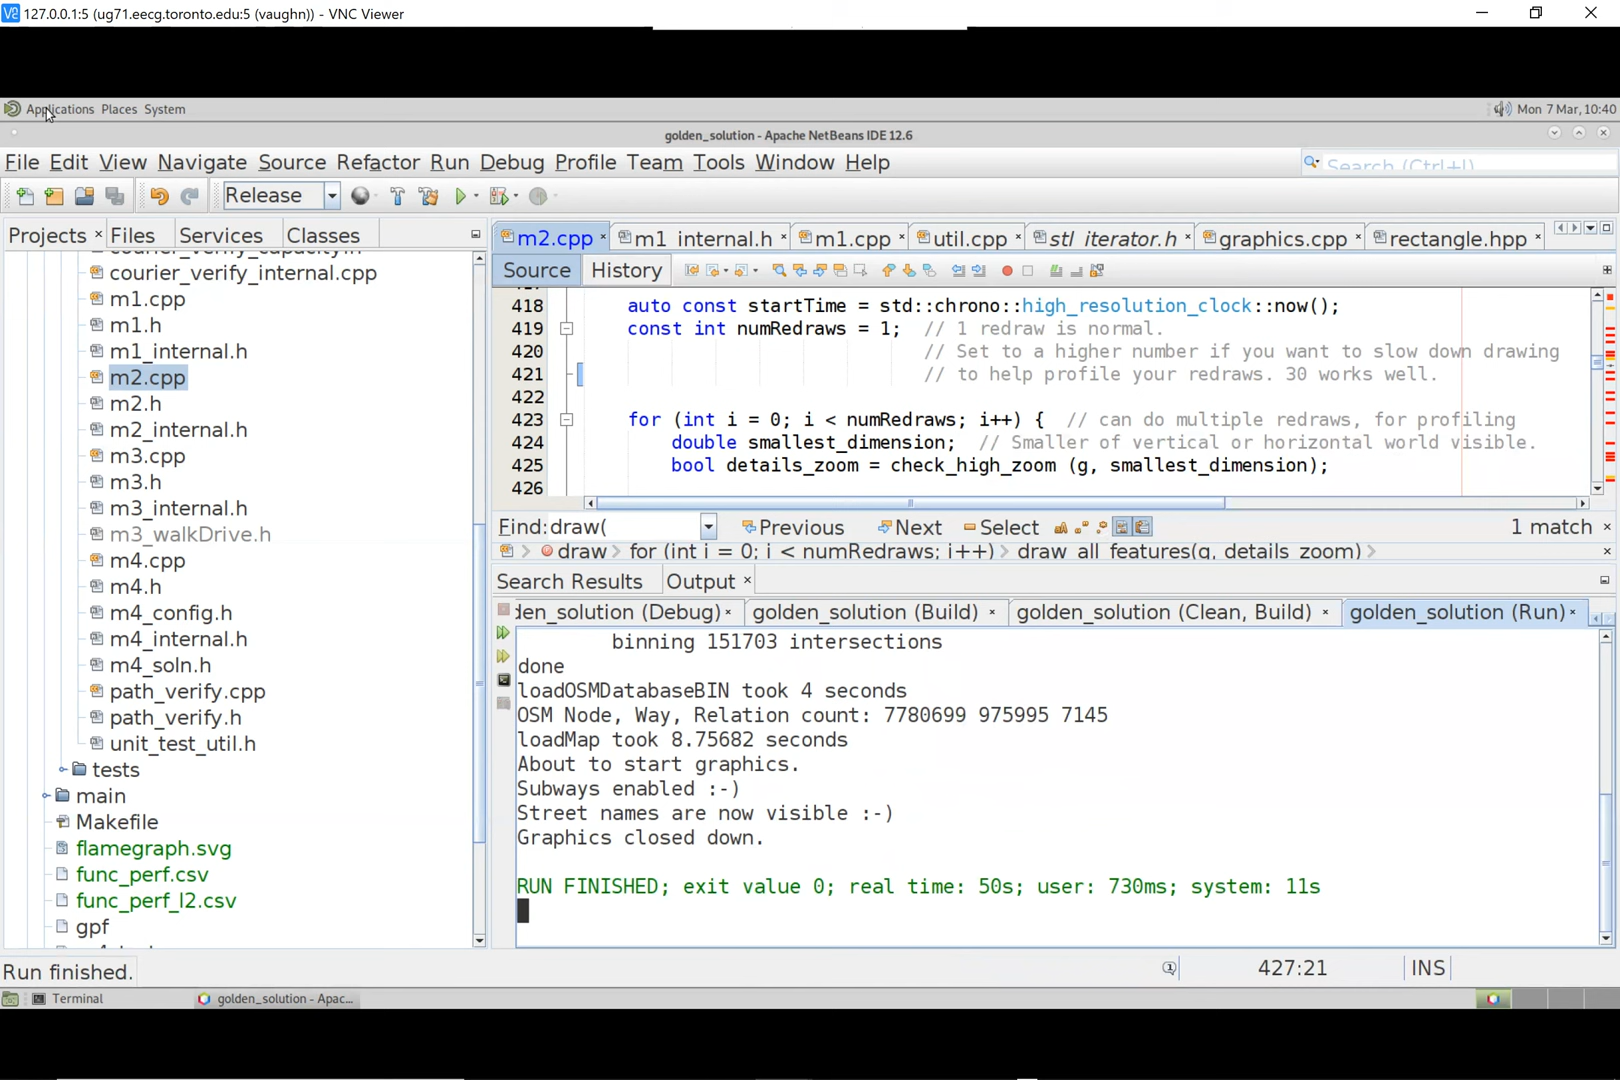 127.0.0.1:5 (ug71.eecg.toronto.edu:5 (vaughn)) - VNC Viewer
Applications Places System
Mon 7 Mar, 10:40
golden_solution - Apache NetBeans IDE 12.6
File Edit View Navigate Source Refactor Run Debug Profile Team Tools Window Help
Search (Ctrl+I)
Release
Projects Files Services Classes
courier_verify_capacity.h
courier_verify_internal.cpp
m1.cpp
m1.h
m1_internal.h
m2.cpp
m2.h
m2_internal.h
m3.cpp
m3.h
m3_internal.h
m3_walkDrive.h
m4.cpp
m4.h
m4_config.h
m4_internal.h
m4_soln.h
path_verify.cpp
path_verify.h
unit_test_util.h
tests
main
Makefile
flamegraph.svg
func_perf.csv
func_perf_l2.csv
gpf
m2.cpp m1_internal.h m1.cpp util.cpp stl_iterator.h graphics.cpp rectangle.hpp
Source History
418 auto const startTime = std::chrono::high_resolution_clock::now();
419 const int numRedraws = 1; // 1 redraw is normal.
420 // Set to a higher number if you want to slow down drawing
421 // to help profile your redraws. 30 works well.
422
423 for (int i = 0; i < numRedraws; i++) { // can do multiple redraws, for profiling
424 double smallest_dimension; // Smaller of vertical or horizontal world visible.
425 bool details_zoom = check_high_zoom (g, smallest_dimension);
426
Find: draw( Previous Next Select 1 match
draw for (int i = 0; i < numRedraws; i++) draw_all_features(g, details_zoom)
Search Results Output
den_solution (Debug) golden_solution (Build) golden_solution (Clean, Build) golden_solution (Run)
binning 151703 intersections
done
loadOSMDatabaseBIN took 4 seconds
OSM Node, Way, Relation count: 7780699 975995 7145
loadMap took 8.75682 seconds
About to start graphics.
Subways enabled :-)
Street names are now visible :-)
Graphics closed down.
RUN FINISHED; exit value 0; real time: 50s; user: 730ms; system: 11s
Run finished.
427:21 INS
Terminal
golden_solution - Apac...